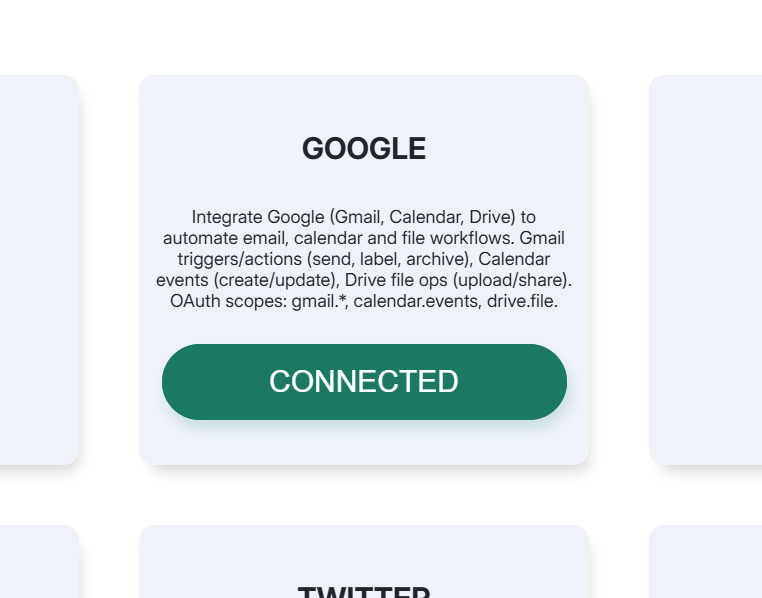 GOOGLE
Integrate Google (Gmail, Calendar, Drive) to
automate email, calendar and file workflows. Gmail
triggers/actions (send, label, archive), Calendar
events (create/update), Drive file ops (upload/share).
OAuth scopes: gmail.*, calendar.events, drive.file.
CONNECTED
TWITTER